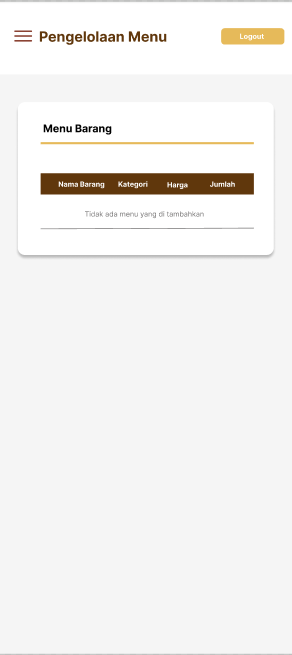 Pengelolaan Menu
Logout
Menu Barang
Nama Barang Kategori Harga Jumlah
Tidak ada menu yang di tambahkan